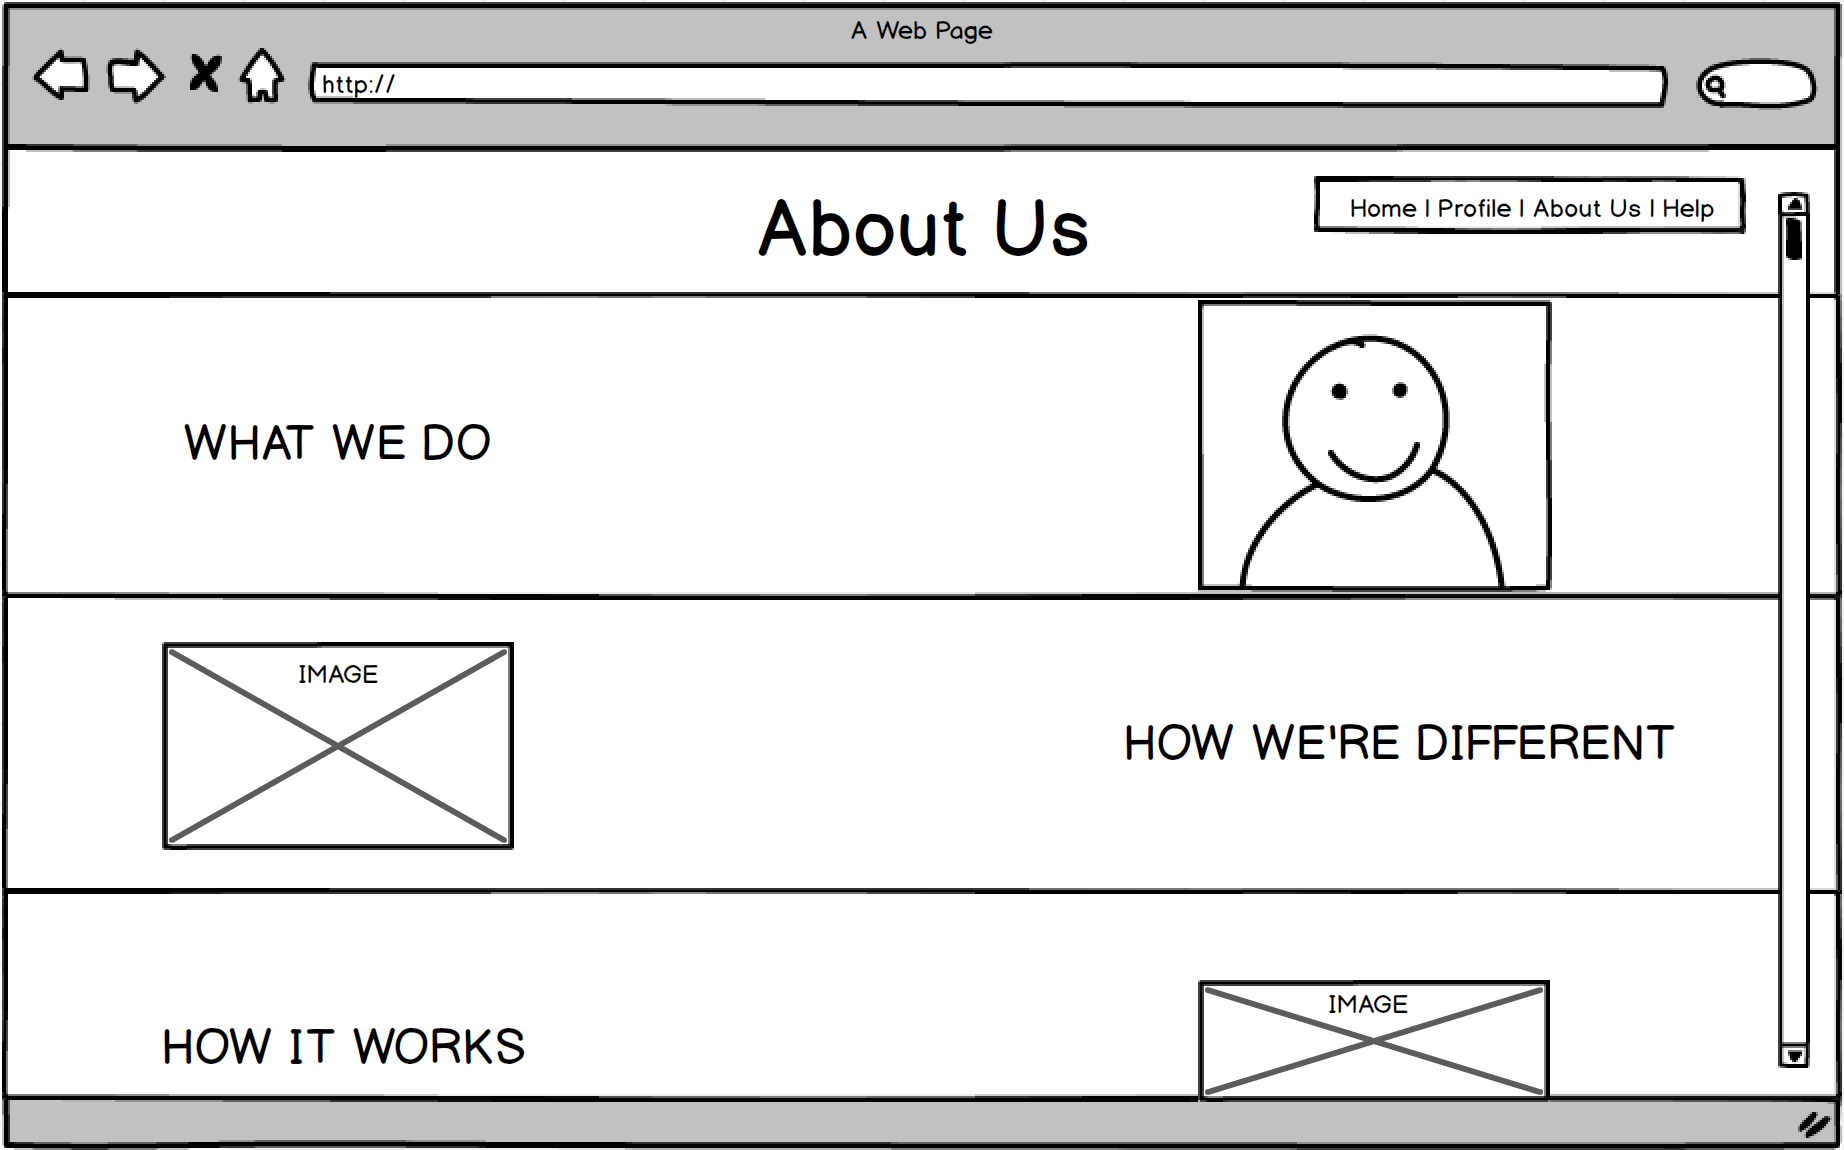 A Web Page
http://
About Us
Home | Profile | About Us | Help
WHAT WE DO
IMAGE
HOW WE'RE DIFFERENT
HOW IT WORKS
IMAGE